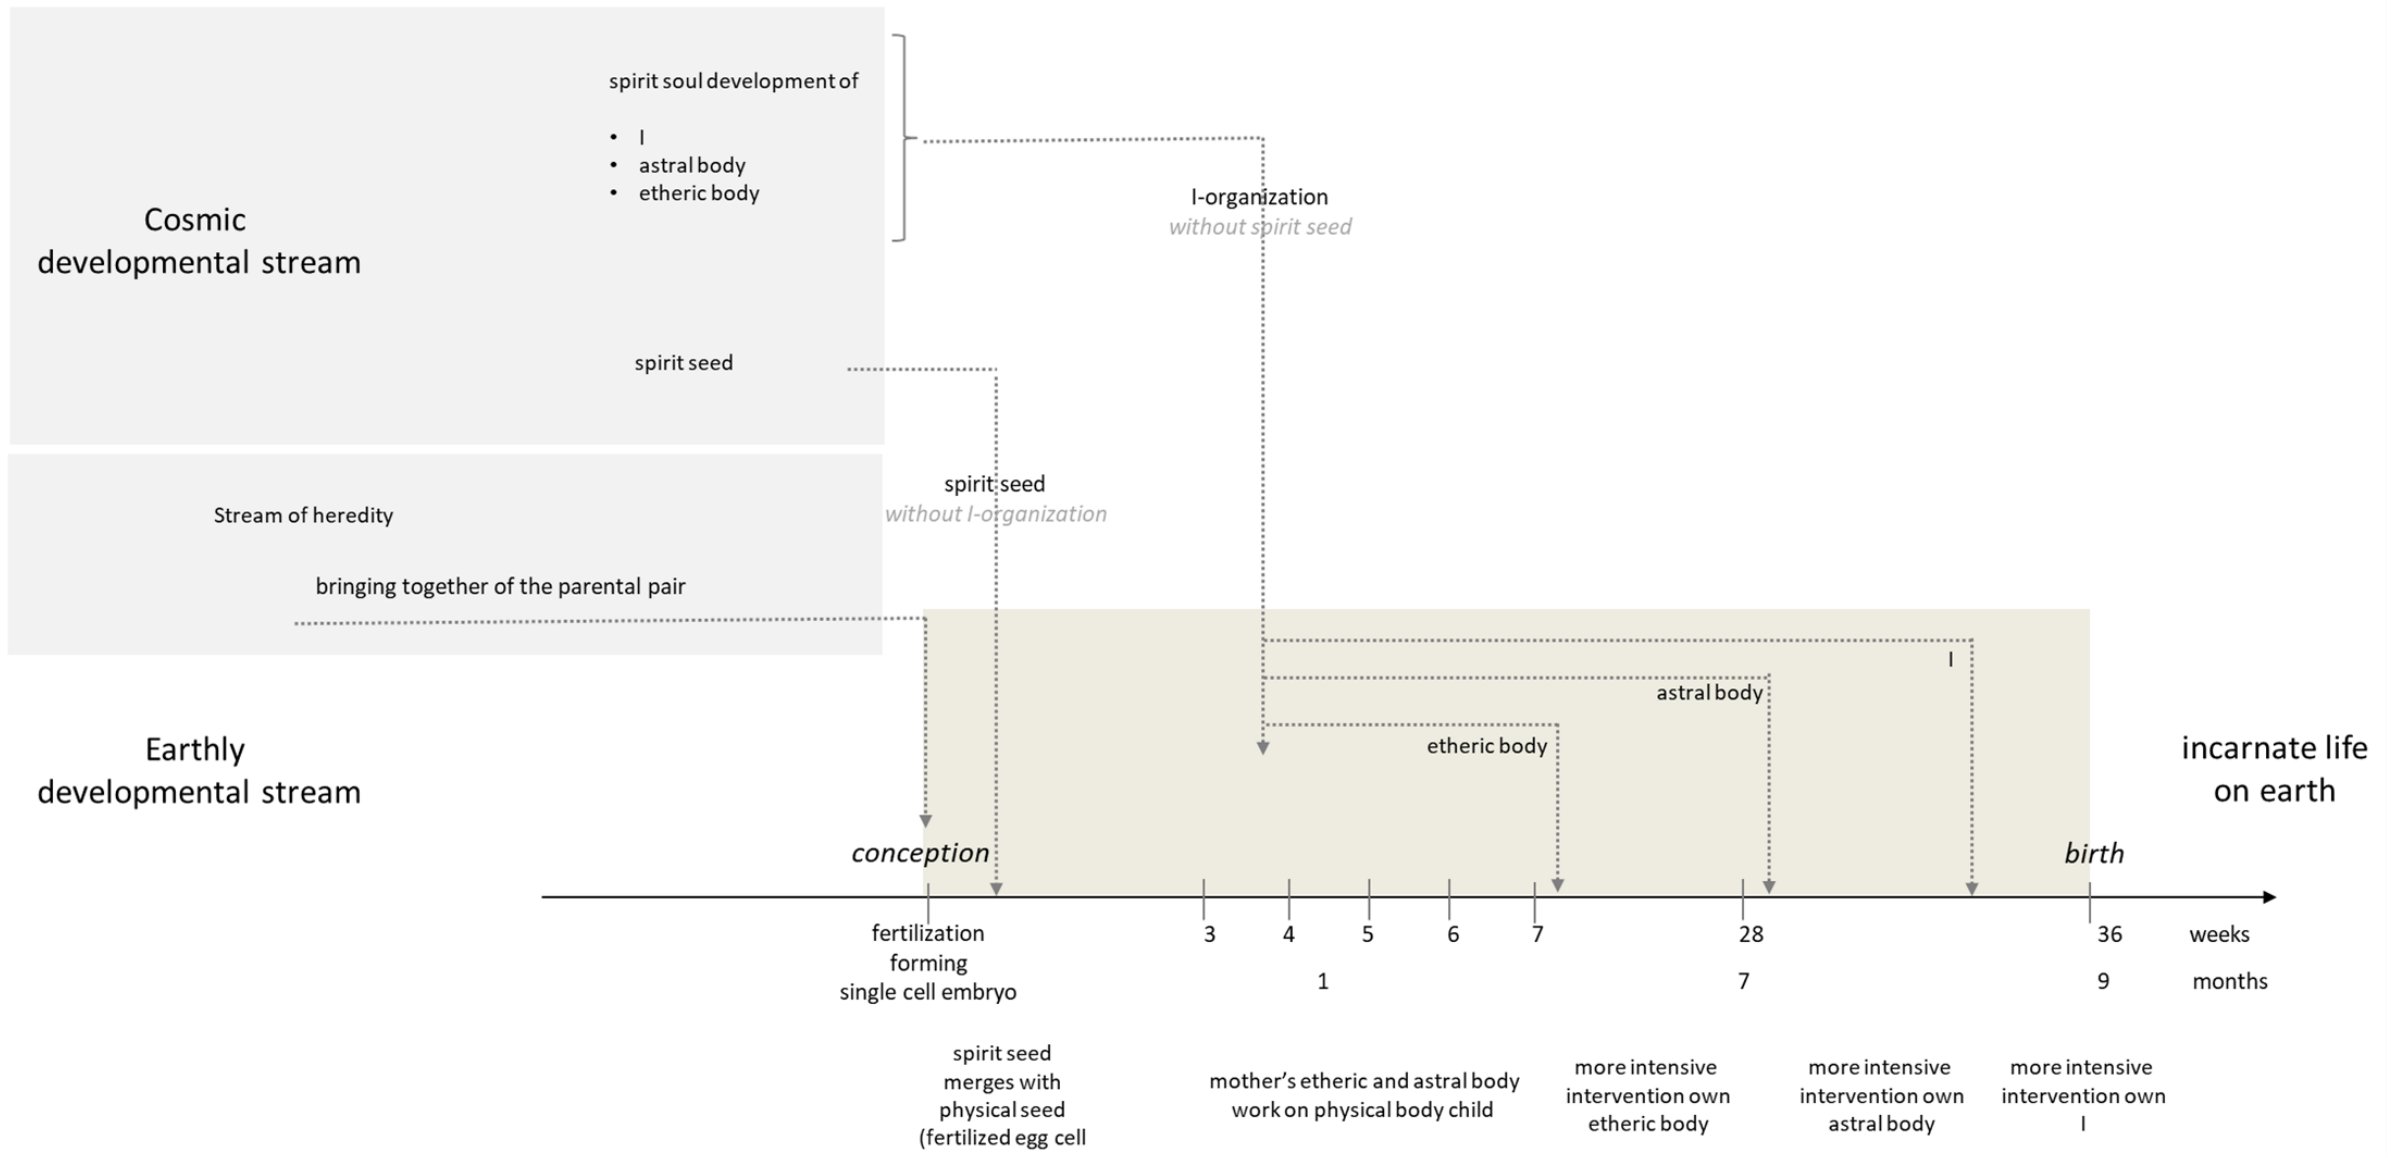 spirit soul development of
• I
• astral body
• etheric body
Cosmic
developmental stream
I-organization
without spirit seed
spirit seed
spirit seed
without I-organization
Stream of heredity
bringing together of the parental pair
I
astral body
etheric body
Earthly
developmental stream
incarnate life
on earth
conception
birth
fertilization
forming
single cell embryo
3 4 5 6 7 28 36 weeks
1 7 9 months
spirit seed
merges with
physical seed
(fertilized egg cell
mother’s etheric and astral body
work on physical body child
more intensive
intervention own
etheric body
more intensive
intervention own
astral body
more intensive
intervention own
I